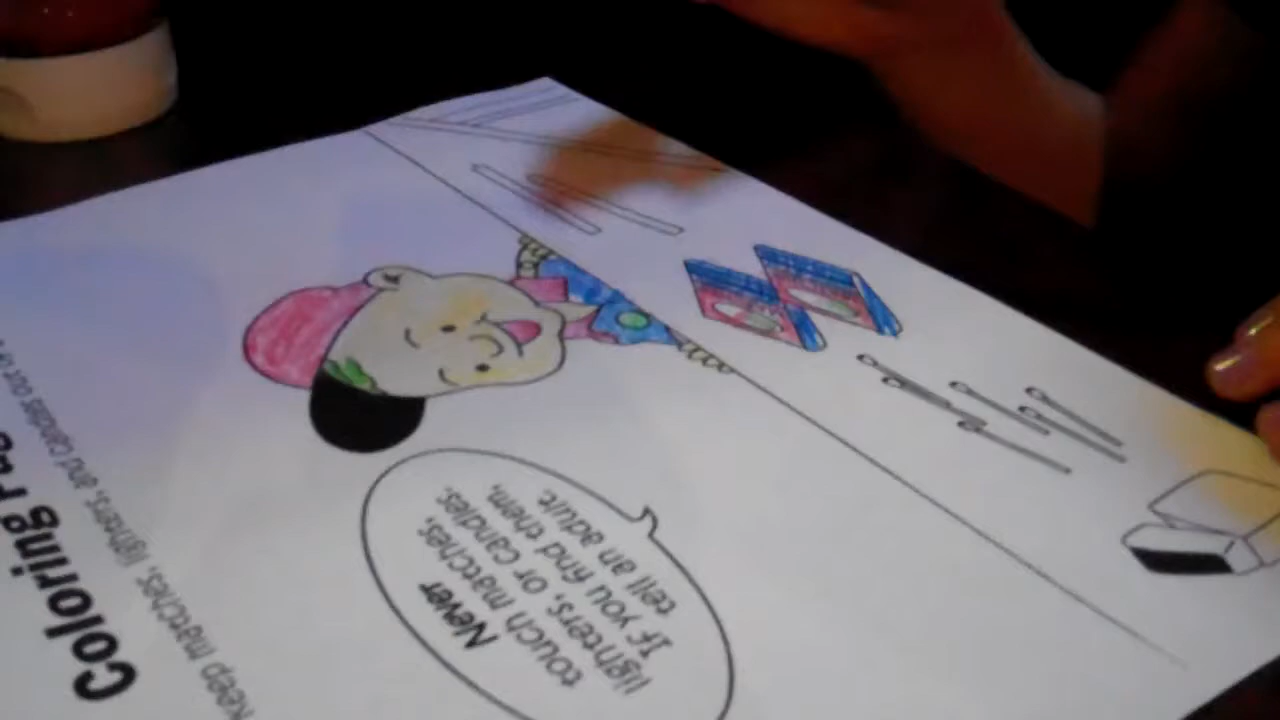 Coloring
Keep matches, lighters, and candles out of
Never
touch matches,
lighters, or candles.
If you find them,
tell an adult.